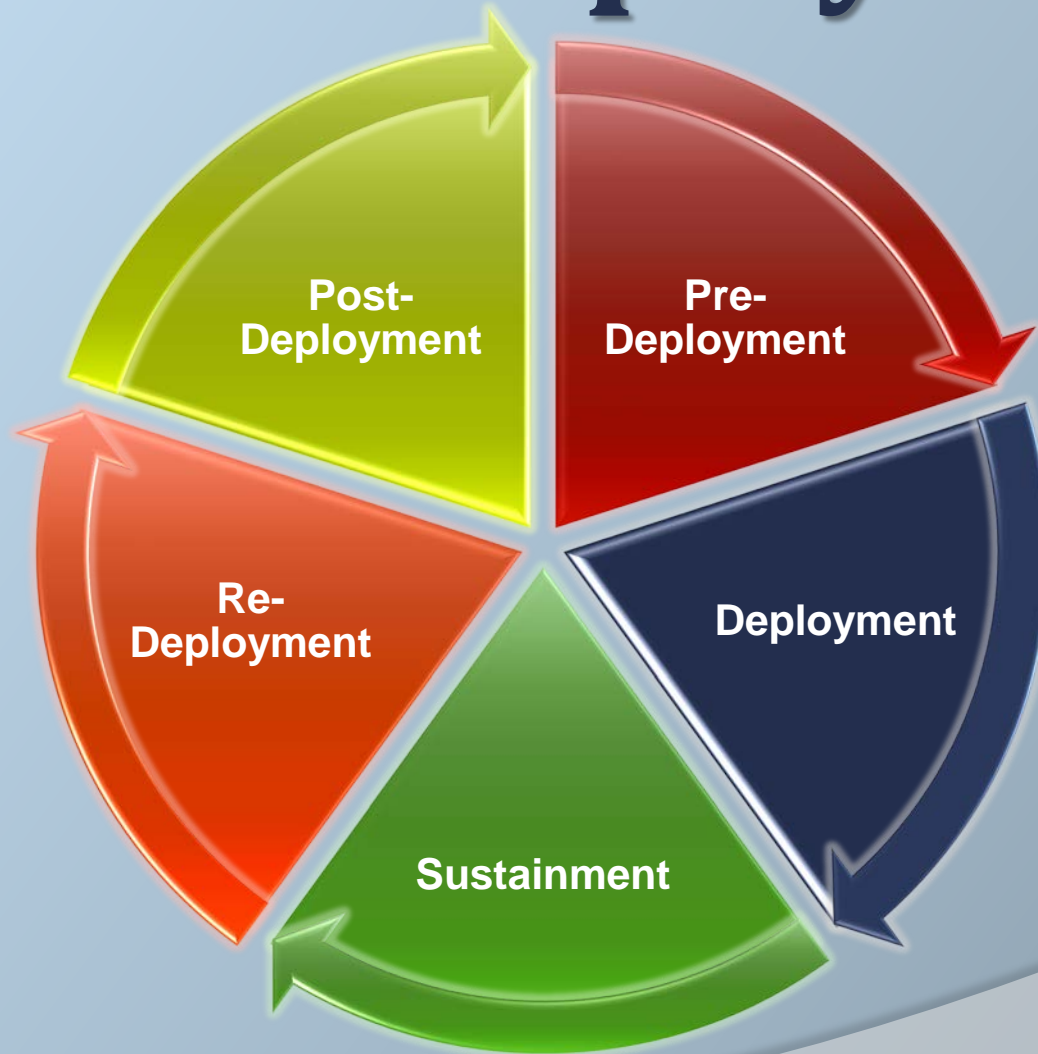 Post-
Deployment
Pre-
Deployment
Re-
Deployment
Deployment
Sustainment